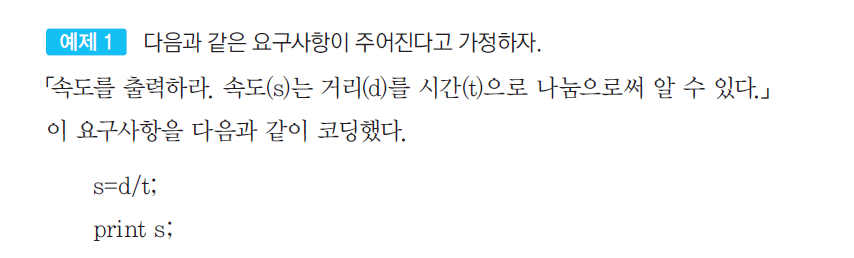 예제 1 다음과 같은 요구사항이 주어진다고 가정하자.
「속도를 출력하라. 속도(s)는 거리(d)를 시간(t)으로 나눔으로써 알 수 있다.」
이 요구사항을 다음과 같이 코딩했다.
s=d/t;
print s;